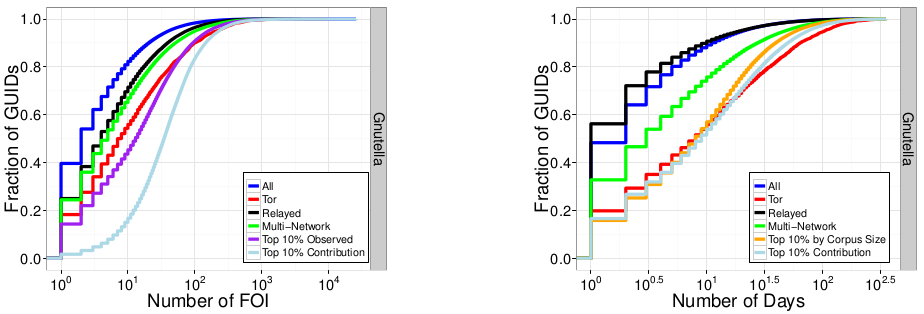 Fraction of GUIDs
1.0
0.8
0.6
0.4
0.2
0.0
All
Tor
Relayed
Multi−Network
Top 10% Observed
Top 10% Contribution
10^0
10^1
10^2
10^3
10^4
Number of FOI
Gnutella
Fraction of GUIDs
1.0
0.8
0.6
0.4
0.2
0.0
All
Tor
Relayed
Multi−Network
Top 10% by Corpus Size
Top 10% Contribution
10^0
10^0.5
10^1
10^1.5
10^2
10^2.5
Number of Days
Gnutella